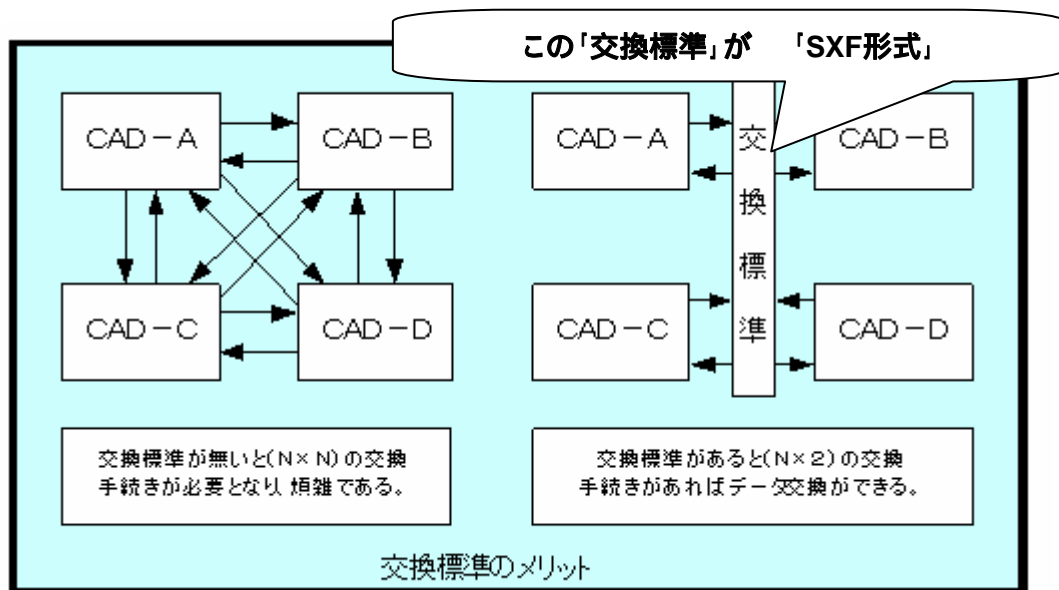 この「交換標準」が 「SXF形式」
CAD－A
CAD－B
CAD－C
CAD－D
CAD－A
CAD－B
CAD－C
CAD－D
交換標準
交換標準が無いと(N×N)の交換
手続きが必要となり、煩雑である。
交換標準があると(N×2)の交換
手続きがあればデータ交換ができる。
交換標準のメリット